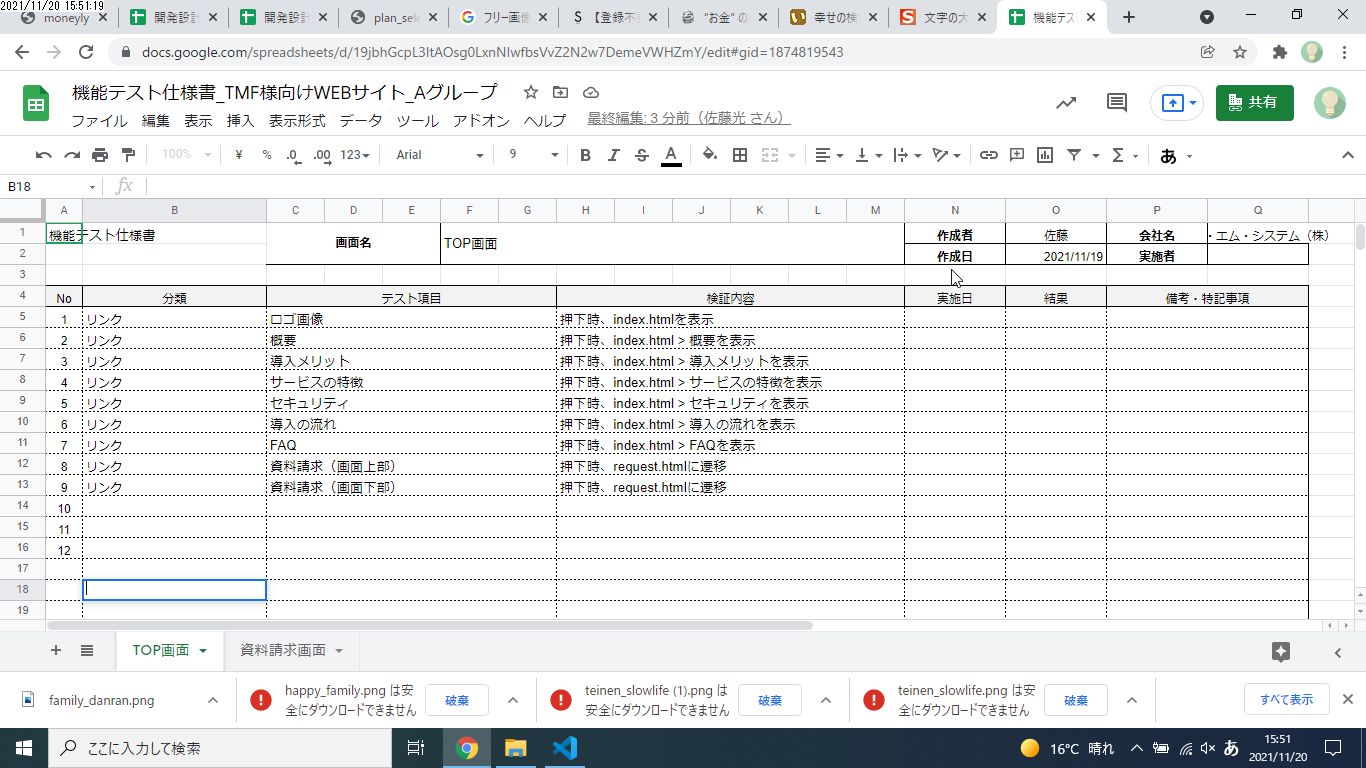 2021/11/20 15:51:19
moneyly
開発設計
開発設計
plan_sele
フリー画像
【登録不要
"お金" の
幸せの検
文字の大
機能テスト
docs.google.com/spreadsheets/d/19jbhGcpL3ltAOsg0LxnNlwfbsVvZ2N2w7DemeVWHZmY/edit#gid=1874819543
機能テスト仕様書_TMF様向けWEBサイト_Aグループ
ファイル 編集 表示 挿入 表示形式 データ ツール アドオン ヘルプ 最終編集: 3 分前（佐藤光 さん）
共有
100% ¥ % .0 .00 123 Arial 9 B I S A あ
B18 fx
A B C D E F G H I J K L M N O P Q
1 機能テスト仕様書 画面名 TOP画面 作成者 佐藤 会社名 ・エム・システム（株）
2 作成日 2021/11/19 実施者
3
4 No 分類 テスト項目 検証内容 実施日 結果 備考・特記事項
5 1 リンク ロゴ画像 押下時、index.htmlを表示
6 2 リンク 概要 押下時、index.html > 概要を表示
7 3 リンク 導入メリット 押下時、index.html > 導入メリットを表示
8 4 リンク サービスの特徴 押下時、index.html > サービスの特徴を表示
9 5 リンク セキュリティ 押下時、index.html > セキュリティを表示
10 6 リンク 導入の流れ 押下時、index.html > 導入の流れを表示
11 7 リンク FAQ 押下時、index.html > FAQを表示
12 8 リンク 資料請求（画面上部） 押下時、request.htmlに遷移
13 9 リンク 資料請求（画面下部） 押下時、request.htmlに遷移
14 10
15 11
16 12
17
18
19
TOP画面 資料請求画面
family_danran.png
happy_family.png は安
全にダウンロードできません
破棄
teinen_slowlife (1).png は
安全にダウンロードできません
破棄
teinen_slowlife.png は安
全にダウンロードできません
破棄
すべて表示
ここに入力して検索
16°C 晴れ
あ
15:51
2021/11/20